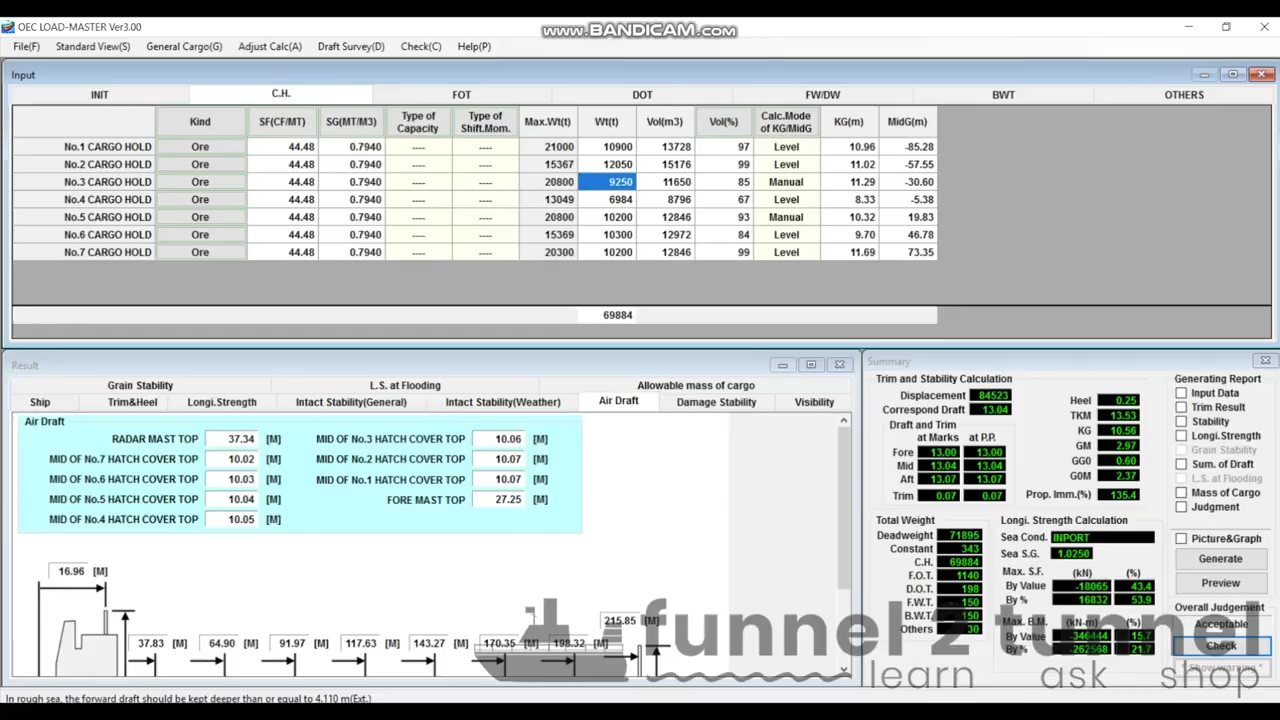 OEC LOAD-MASTER Ver3.00
www.BANDICAM.com
File(F) Standard View(S) General Cargo(G) Adjust Calc(A) Draft Survey(D) Check(C) Help(P)
Input
INIT C.H. FOT DOT FW/DW BWT OTHERS
Kind SF(CF/MT) SG(MT/M3) Type of Capacity Type of Shift.Mom. Max.Wt(t) Wt(t) Vol(m3) Vol(%) Calc.Mode of KG/MidG KG(m) MidG(m)
No.1 CARGO HOLD Ore 44.48 0.7940 ---- ---- 21000 10900 13728 97 Level 10.96 -85.28
No.2 CARGO HOLD Ore 44.48 0.7940 ---- ---- 15367 12050 15176 99 Level 11.02 -57.55
No.3 CARGO HOLD Ore 44.48 0.7940 ---- ---- 20800 9250 11650 85 Manual 11.29 -30.60
No.4 CARGO HOLD Ore 44.48 0.7940 ---- ---- 13049 6984 8796 67 Level 8.33 -5.38
No.5 CARGO HOLD Ore 44.48 0.7940 ---- ---- 20800 10200 12846 93 Manual 10.32 19.83
No.6 CARGO HOLD Ore 44.48 0.7940 ---- ---- 15369 10300 12972 84 Level 9.70 46.78
No.7 CARGO HOLD Ore 44.48 0.7940 ---- ---- 20300 10200 12846 99 Level 11.69 73.35
69884
Result
Grain Stability L.S. at Flooding Allowable mass of cargo
Ship Trim&Heel Longi.Strength Intact Stability(General) Intact Stability(Weather) Air Draft Damage Stability Visibility
Air Draft
RADAR MAST TOP 37.34 [M] MID OF No.3 HATCH COVER TOP 10.06 [M]
MID OF No.7 HATCH COVER TOP 10.02 [M] MID OF No.2 HATCH COVER TOP 10.07 [M]
MID OF No.6 HATCH COVER TOP 10.03 [M] MID OF No.1 HATCH COVER TOP 10.07 [M]
MID OF No.5 HATCH COVER TOP 10.04 [M] FORE MAST TOP 27.25 [M]
MID OF No.4 HATCH COVER TOP 10.05 [M]
16.96 [M]
215.85 [M]
37.83 [M] 64.90 [M] 91.97 [M] 117.63 [M] 143.27 [M] 170.35 [M] 198.32 [M]
Summary
Trim and Stability Calculation
Displacement 84523
Correspond Draft 13.04
Draft and Trim
at Marks at P.P.
Fore 13.00 13.00
Mid 13.04 13.04
Aft 13.07 13.07
Trim 0.07 0.07
Heel 0.25
TKM 13.53
KG 10.56
GM 2.97
GG0 0.60
G0M 2.37
Prop. Imm.(%) 135.4
Total Weight
Deadweight 71895
Constant 343
C.H. 69884
F.O.T. 1140
D.O.T. 198
F.W.T. 150
B.W.T. 150
Others 30
Longi. Strength Calculation
Sea Cond. INPORT
Sea S.G. 1.0250
Max. S.F. (kN) (%)
By Value -18065 43.4
By % 16832 53.9
Max. B.M. (kN-m) (%)
By Value -346444 15.7
By % -262568 21.7
Generating Report
Input Data
Trim Result
Stability
Longi.Strength
Grain Stability
Sum. of Draft
L.S. at Flooding
Mass of Cargo
Judgment
Picture&Graph
Generate
Preview
Overall Judgement
Acceptable
Check
* Show warning *
funnel 2 tunnel
learn ask shop
In rough sea, the forward draft should be kept deeper than or equal to 4.110 m(Ext.)